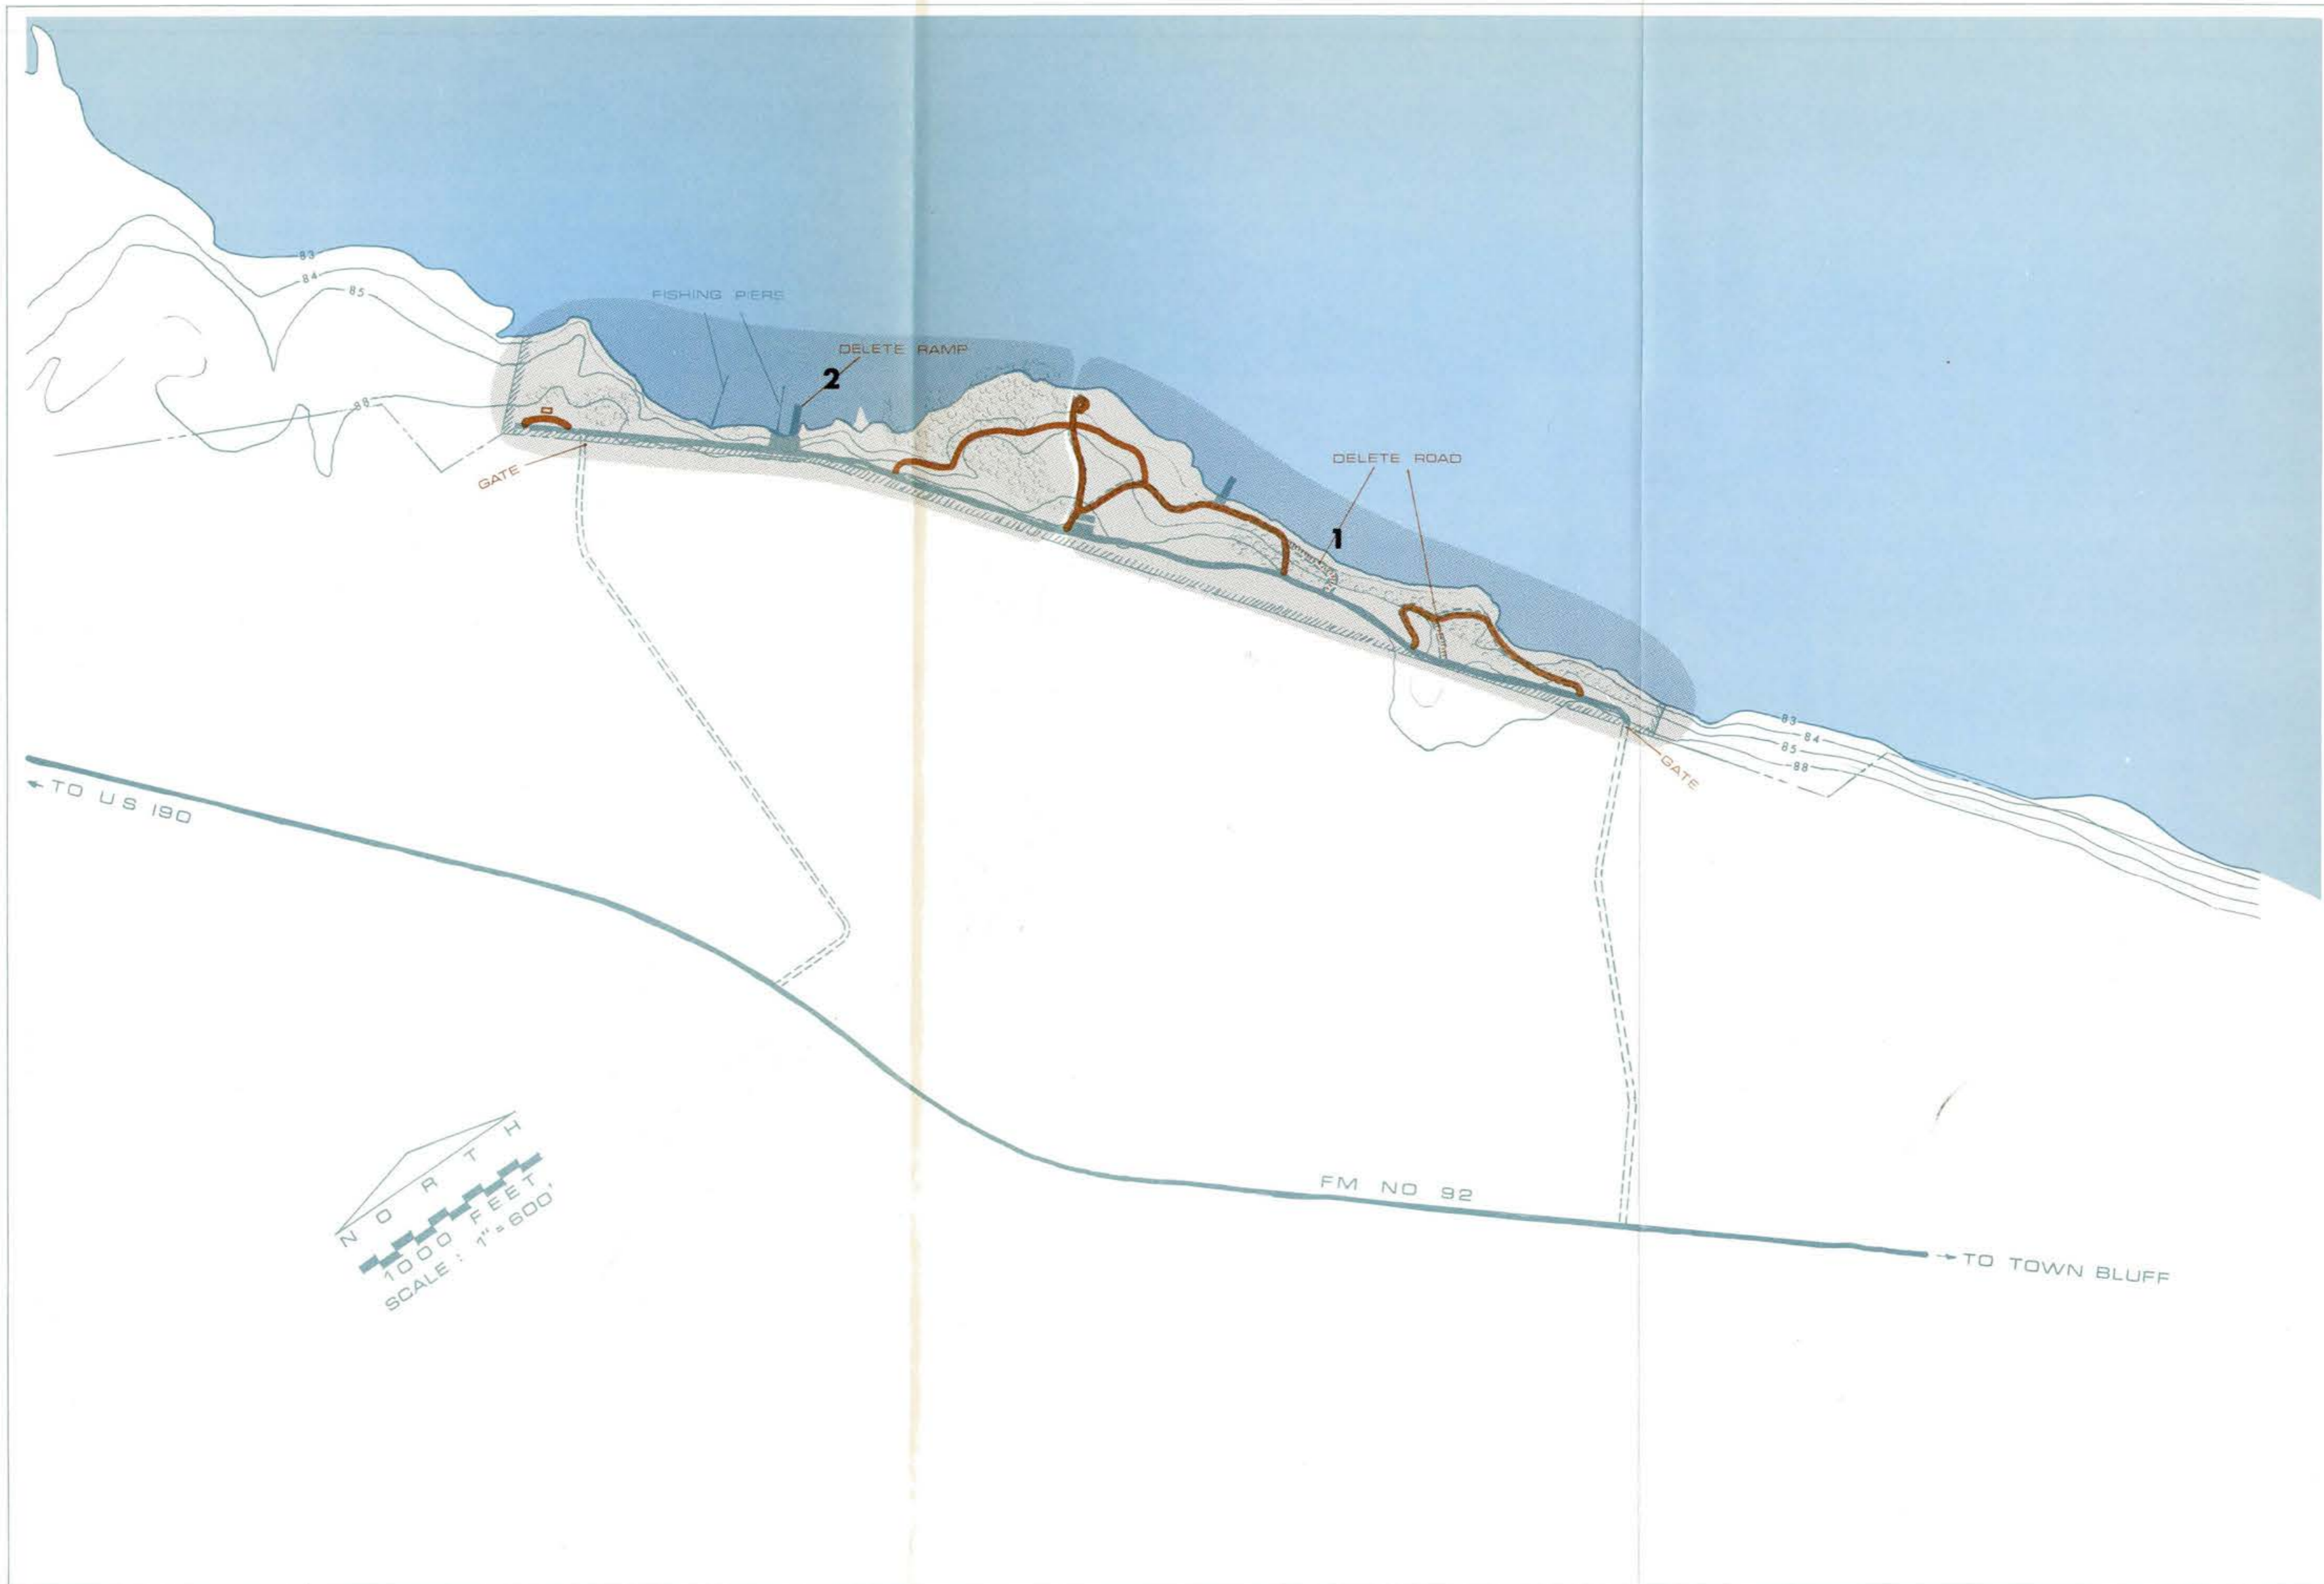 83
84
85
FISHING PIERS
DELETE RAMP
2
88
GATE
DELETE ROAD
1
83
84
85
88
GATE
TO US 190
NORTH
1000 FEET
SCALE : 1"=600'
FM NO 92
TO TOWN BLUFF